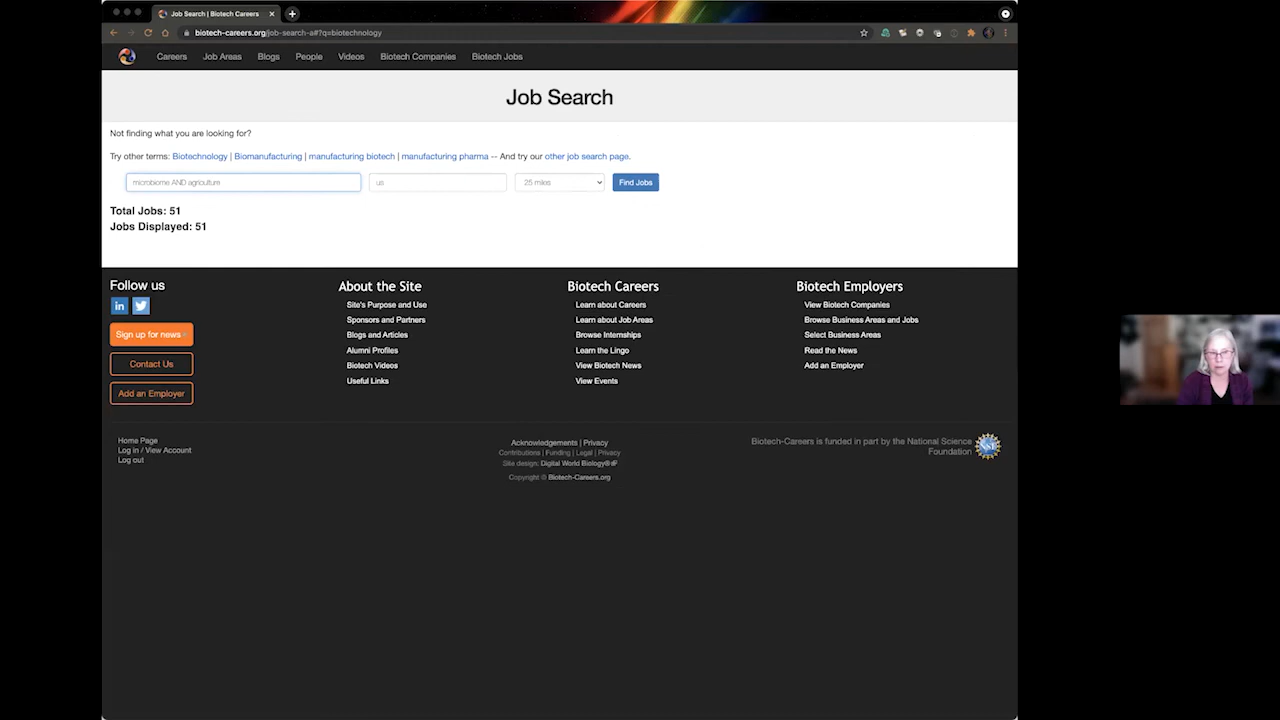 Job Search | Biotech Careers
biotech-careers.org/job-search-a#?q=biotechnology
Careers Job Areas Blogs People Videos Biotech Companies Biotech Jobs
Job Search
Not finding what you are looking for?
Try other terms: Biotechnology | Biomanufacturing | manufacturing biotech | manufacturing pharma -- And try our other job search page.
microbiome AND agriculture us 25 miles Find Jobs
Total Jobs: 51
Jobs Displayed: 51
Follow us About the Site Biotech Careers Biotech Employers
in Site's Purpose and Use Learn about Careers View Biotech Companies
Sponsors and Partners Learn about Job Areas Browse Business Areas and Jobs
Sign up for news Blogs and Articles Browse Internships Select Business Areas
Alumni Profiles Learn the Lingo Read the News
Contact Us Biotech Videos View Biotech News Add an Employer
Useful Links View Events
Add an Employer
Home Page Acknowledgements | Privacy Biotech-Careers is funded in part by the National Science
Log in / View Account Contributions | Funding | Legal | Privacy Foundation NSF
Log out Site design: Digital World Biology®
Copyright © Biotech-Careers.org